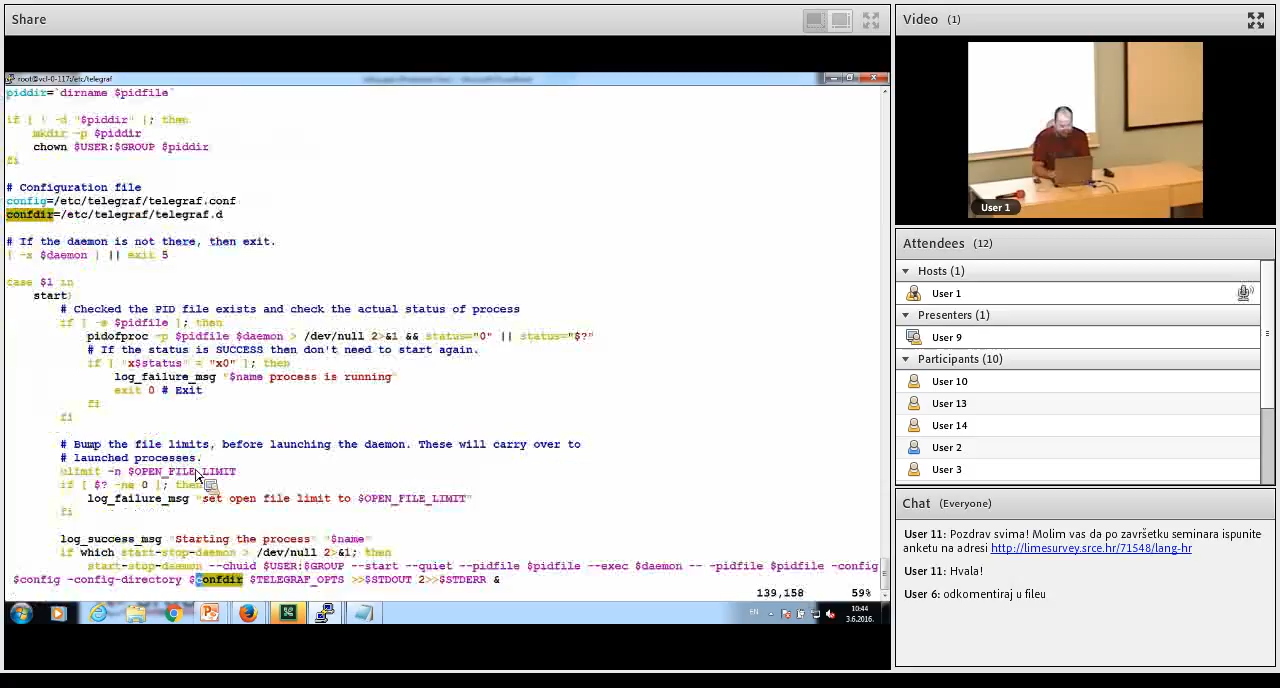 Share
root@vcl-0-117:/etc/telegraf
piddir=`dirname $pidfile`
if [ ! -d "$piddir" ]; then
mkdir -p $piddir
chown $USER:$GROUP $piddir
fi
# Configuration file
config=/etc/telegraf/telegraf.conf
confdir=/etc/telegraf/telegraf.d
# If the daemon is not there, then exit.
[ -x $daemon ] || exit 5
case $1 in
start)
# Checked the PID file exists and check the actual status of process
if [ -e $pidfile ]; then
pidofproc -p $pidfile $daemon > /dev/null 2>&1 && status="0" || status="$?"
# If the status is SUCCESS then don't need to start again.
if [ "x$status" = "x0" ]; then
log_failure_msg "$name process is running"
exit 0 # Exit
fi
fi
# Bump the file limits, before launching the daemon. These will carry over to
# launched processes.
ulimit -n $OPEN_FILE_LIMIT
if [ $? -ne 0 ]; then
log_failure_msg "set open file limit to $OPEN_FILE_LIMIT"
fi
log_success_msg "Starting the process" "$name"
if which start-stop-daemon > /dev/null 2>&1; then
start-stop-daemon --chuid $USER:$GROUP --start --quiet --pidfile $pidfile --exec $daemon -- -pidfile $pidfile -config
$config -config-directory $confdir $TELEGRAF_OPTS >>$STDOUT 2>>$STDERR &
139,158 59%
EN
10:44
3.6.2016.
Video (1)
User 1
Attendees (12)
Hosts (1)
User 1
Presenters (1)
User 9
Participants (10)
User 10
User 13
User 14
User 2
User 3
Chat (Everyone)
User 11: Pozdrav svima! Molim vas da po završetku seminara ispunite
anketu na adresi http://limesurvey.srce.hr/71548/lang-hr
User 11: Hvala!
User 6: odkomentiraj u fileu